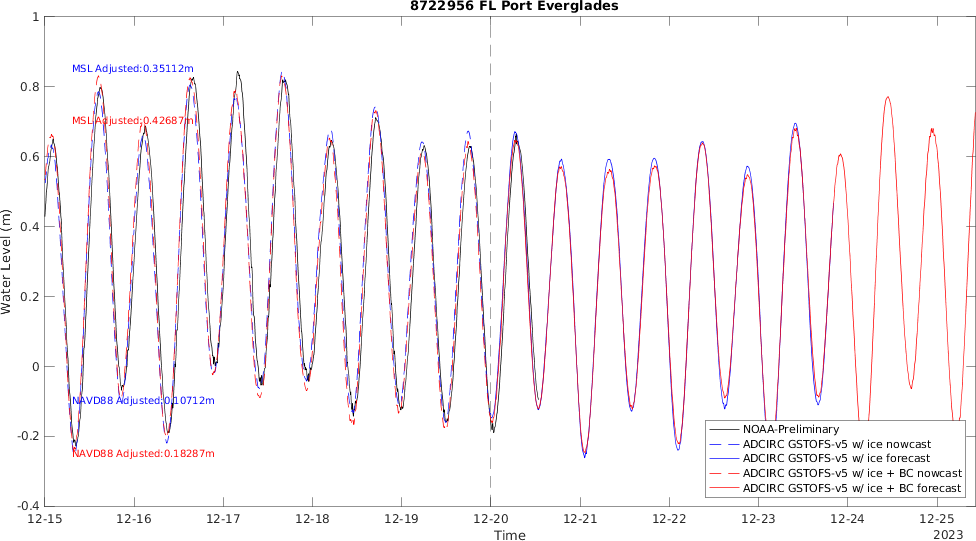 8722956 FL Port Everglades
1
0.8
0.6
0.4
0.2
0
-0.2
-0.4
Water Level (m)
MSL Adjusted:0.35112m
MSL Adjusted:0.42687m
NAVD88 Adjusted:0.10712m
NAVD88 Adjusted:0.18287m
NOAA-Preliminary
ADCIRC GSTOFS-v5 w/ ice nowcast
ADCIRC GSTOFS-v5 w/ ice forecast
ADCIRC GSTOFS-v5 w/ ice + BC nowcast
ADCIRC GSTOFS-v5 w/ ice + BC forecast
12-15 12-16 12-17 12-18 12-19 12-20 12-21 12-22 12-23 12-24 12-25
Time
2023